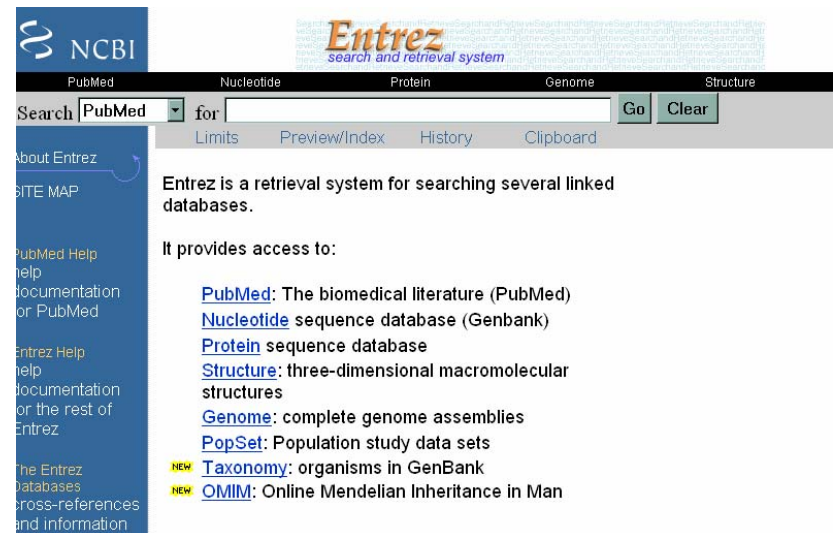 NCBI
Entrez
search and retrieval system
PubMed Nucleotide Protein Genome Structure
Search PubMed for Go Clear
Limits Preview/Index History Clipboard
About Entrez
SITE MAP
Entrez is a retrieval system for searching several linked
databases.
It provides access to:
PubMed: The biomedical literature (PubMed)
Nucleotide sequence database (Genbank)
Protein sequence database
Structure: three-dimensional macromolecular
structures
Genome: complete genome assemblies
PopSet: Population study data sets
NEW Taxonomy: organisms in GenBank
NEW OMIM: Online Mendelian Inheritance in Man
PubMed Help
help
documentation
for PubMed
Entrez Help
help
documentation
for the rest of
Entrez
The Entrez
Databases
cross-references
and information